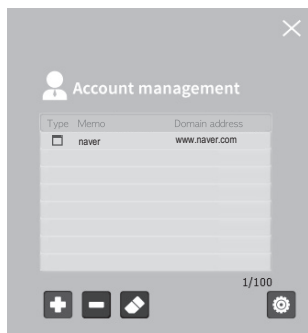 Account management
Type Memo Domain address
naver www.naver.com
1/100